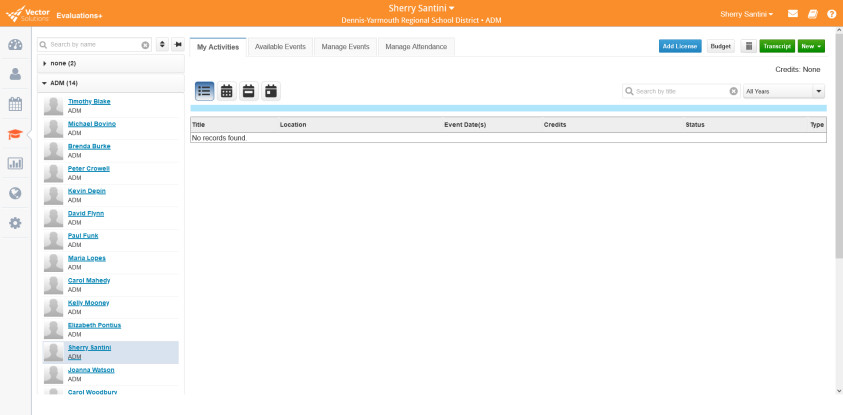 Vector
Solutions
Evaluations+
Sherry Santini
Dennis-Yarmouth Regional School District • ADM
Sherry Santini
Search by name
none (2)
ADM (14)
Timothy Blake
ADM
Michael Bovino
ADM
Brenda Burke
ADM
Peter Crowell
ADM
Kevin Depin
ADM
David Flynn
ADM
Paul Funk
ADM
Maria Lopes
ADM
Carol Mahedy
ADM
Kelly Mooney
ADM
Elizabeth Pontius
ADM
Sherry Santini
ADM
Joanna Watson
ADM
Carol Woodbury
My Activities Available Events Manage Events Manage Attendance
Add License Budget Transcript New
Credits: None
Search by title All Years
Title Location Event Date(s) Credits Status Type
No records found.